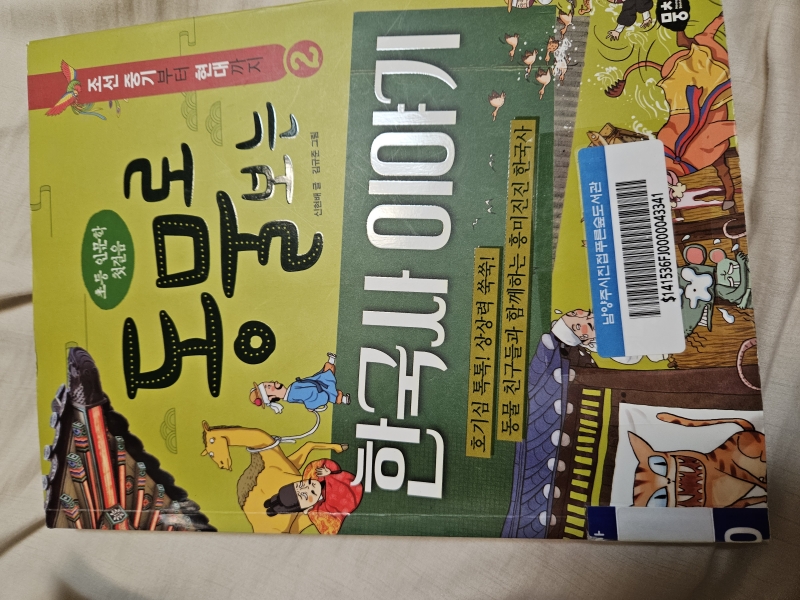 조선 중기부터 현대까지 2
초등 인문학 첫걸음
동물로
보는
한국사 이야기
신현배 글 김규준 그림
호기심 톡톡! 상상력 쑥쑥!
동물 친구들과 함께하는 흥미진진 한국사
뭉치
남양주시진접푸른숲도서관
$141536FJ0000043341